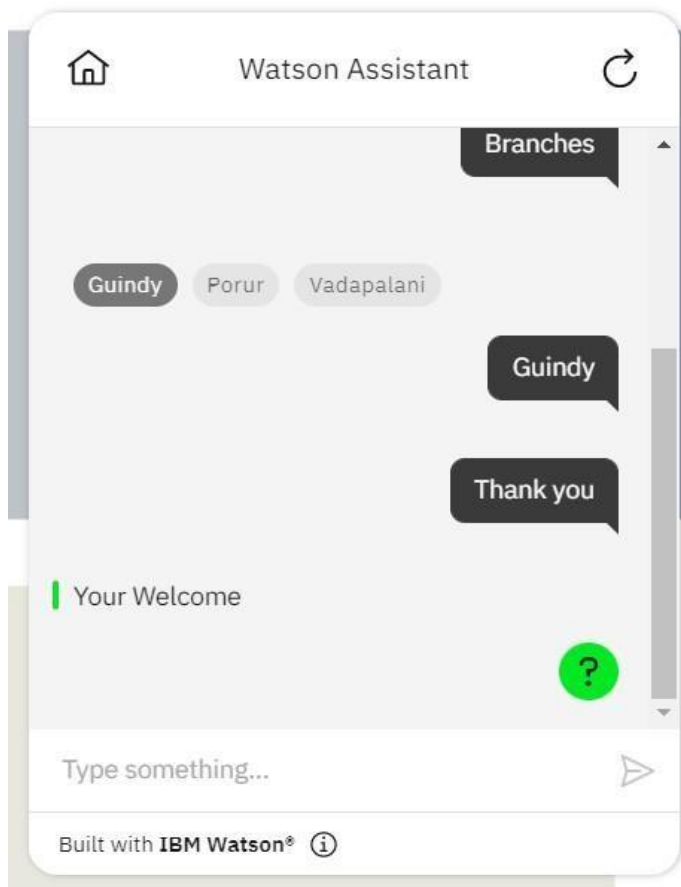 Watson Assistant
Branches
Guindy Porur Vadapalani
Guindy
Thank you
Your Welcome
?
Type something...
Built with IBM Watson®